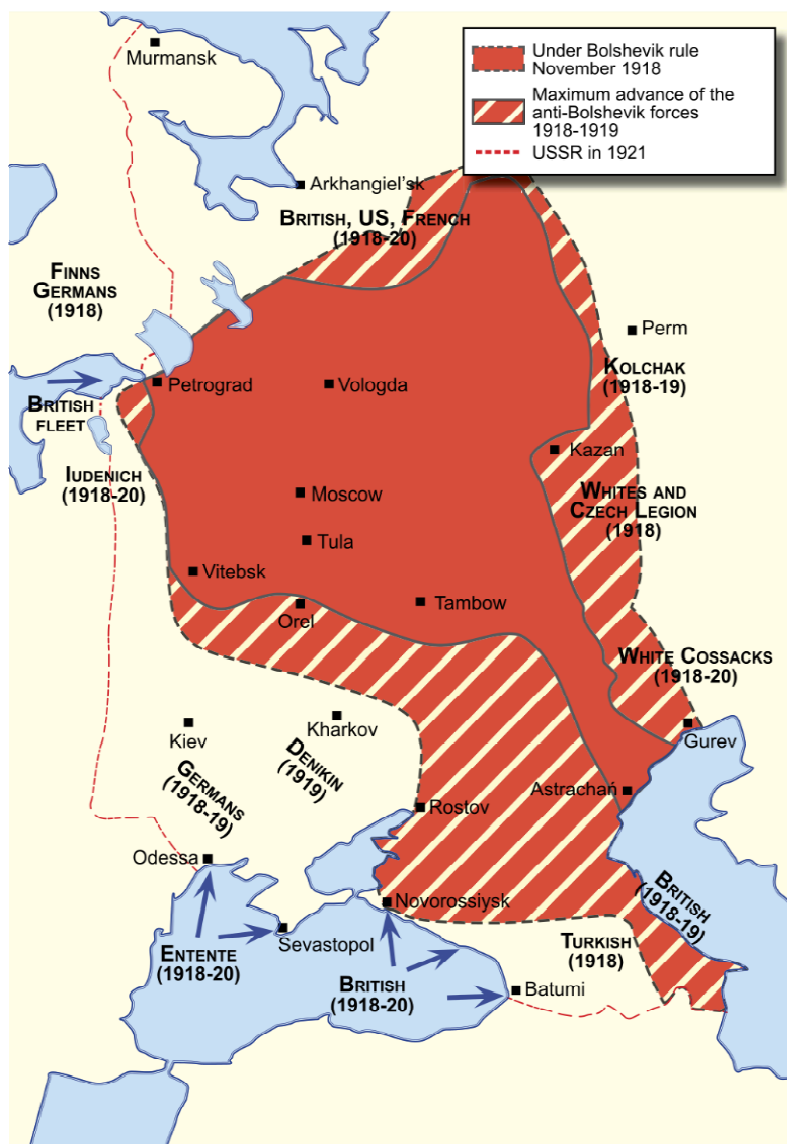 Under Bolshevik rule
November 1918
Maximum advance of the
anti-Bolshevik forces
1918-1919
USSR in 1921
Murmansk
Arkhangiel'sk
BRITISH, US, FRENCH
(1918-20)
FINNS
GERMANS
(1918)
Perm
KOLCHAK
(1918-19)
Petrograd
Vologda
BRITISH
FLEET
IUDENICH
(1918-20)
Kazan
Moscow
WHITES AND
CZECH LEGION
(1918)
Tula
Vitebsk
Orel
Tambow
WHITE COSSACKS
(1918-20)
Kiev
Kharkov
Gurev
GERMANS
(1918-19)
DENIKIN
(1919)
Astrachań
Rostov
Odessa
Novorossiysk
BRITISH
(1918-19)
Sevastopol
ENTENTE
(1918-20)
TURKISH
(1918)
BRITISH
(1918-20)
Batumi